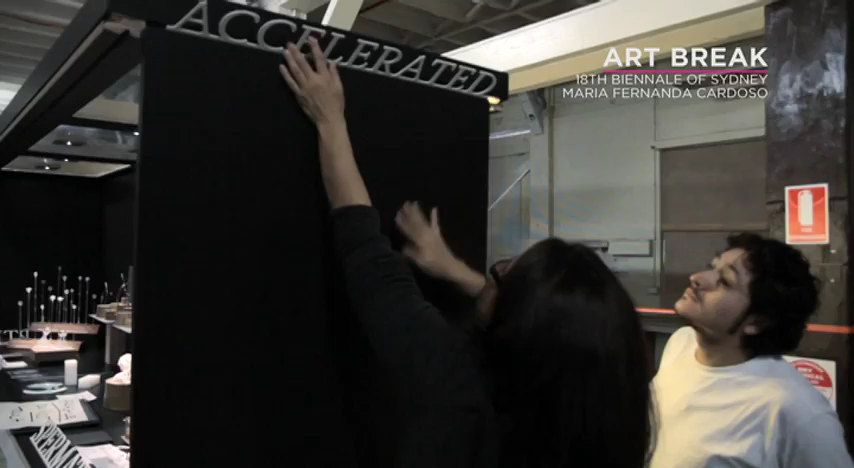 ACCELERATED
ART BREAK
18TH BIENNALE OF SYDNEY
MARIA FERNANDA CARDOSO